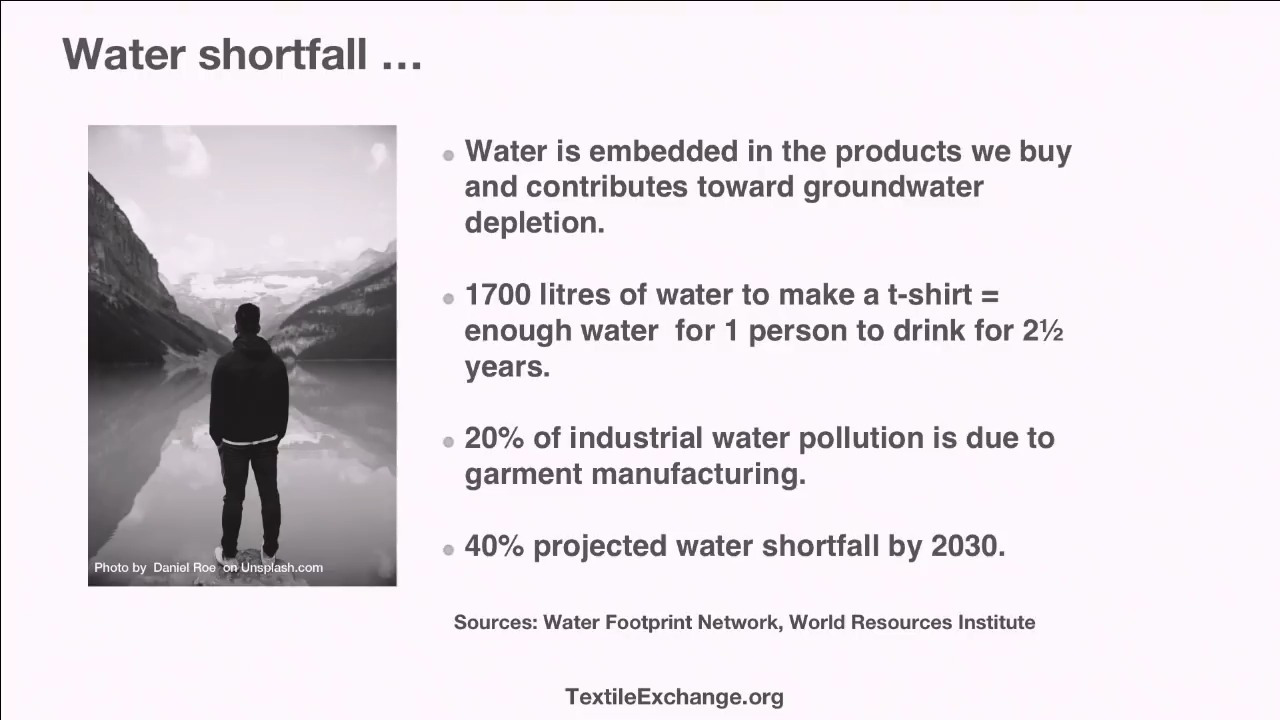 Water shortfall …
Water is embedded in the products we buy
and contributes toward groundwater
depletion.
1700 litres of water to make a t-shirt =
enough water  for 1 person to drink for 2½
years.
20% of industrial water pollution is due to
garment manufacturing.
40% projected water shortfall by 2030.
Photo by  Daniel Roe  on Unsplash.com
Sources: Water Footprint Network, World Resources Institute
TextileExchange.org